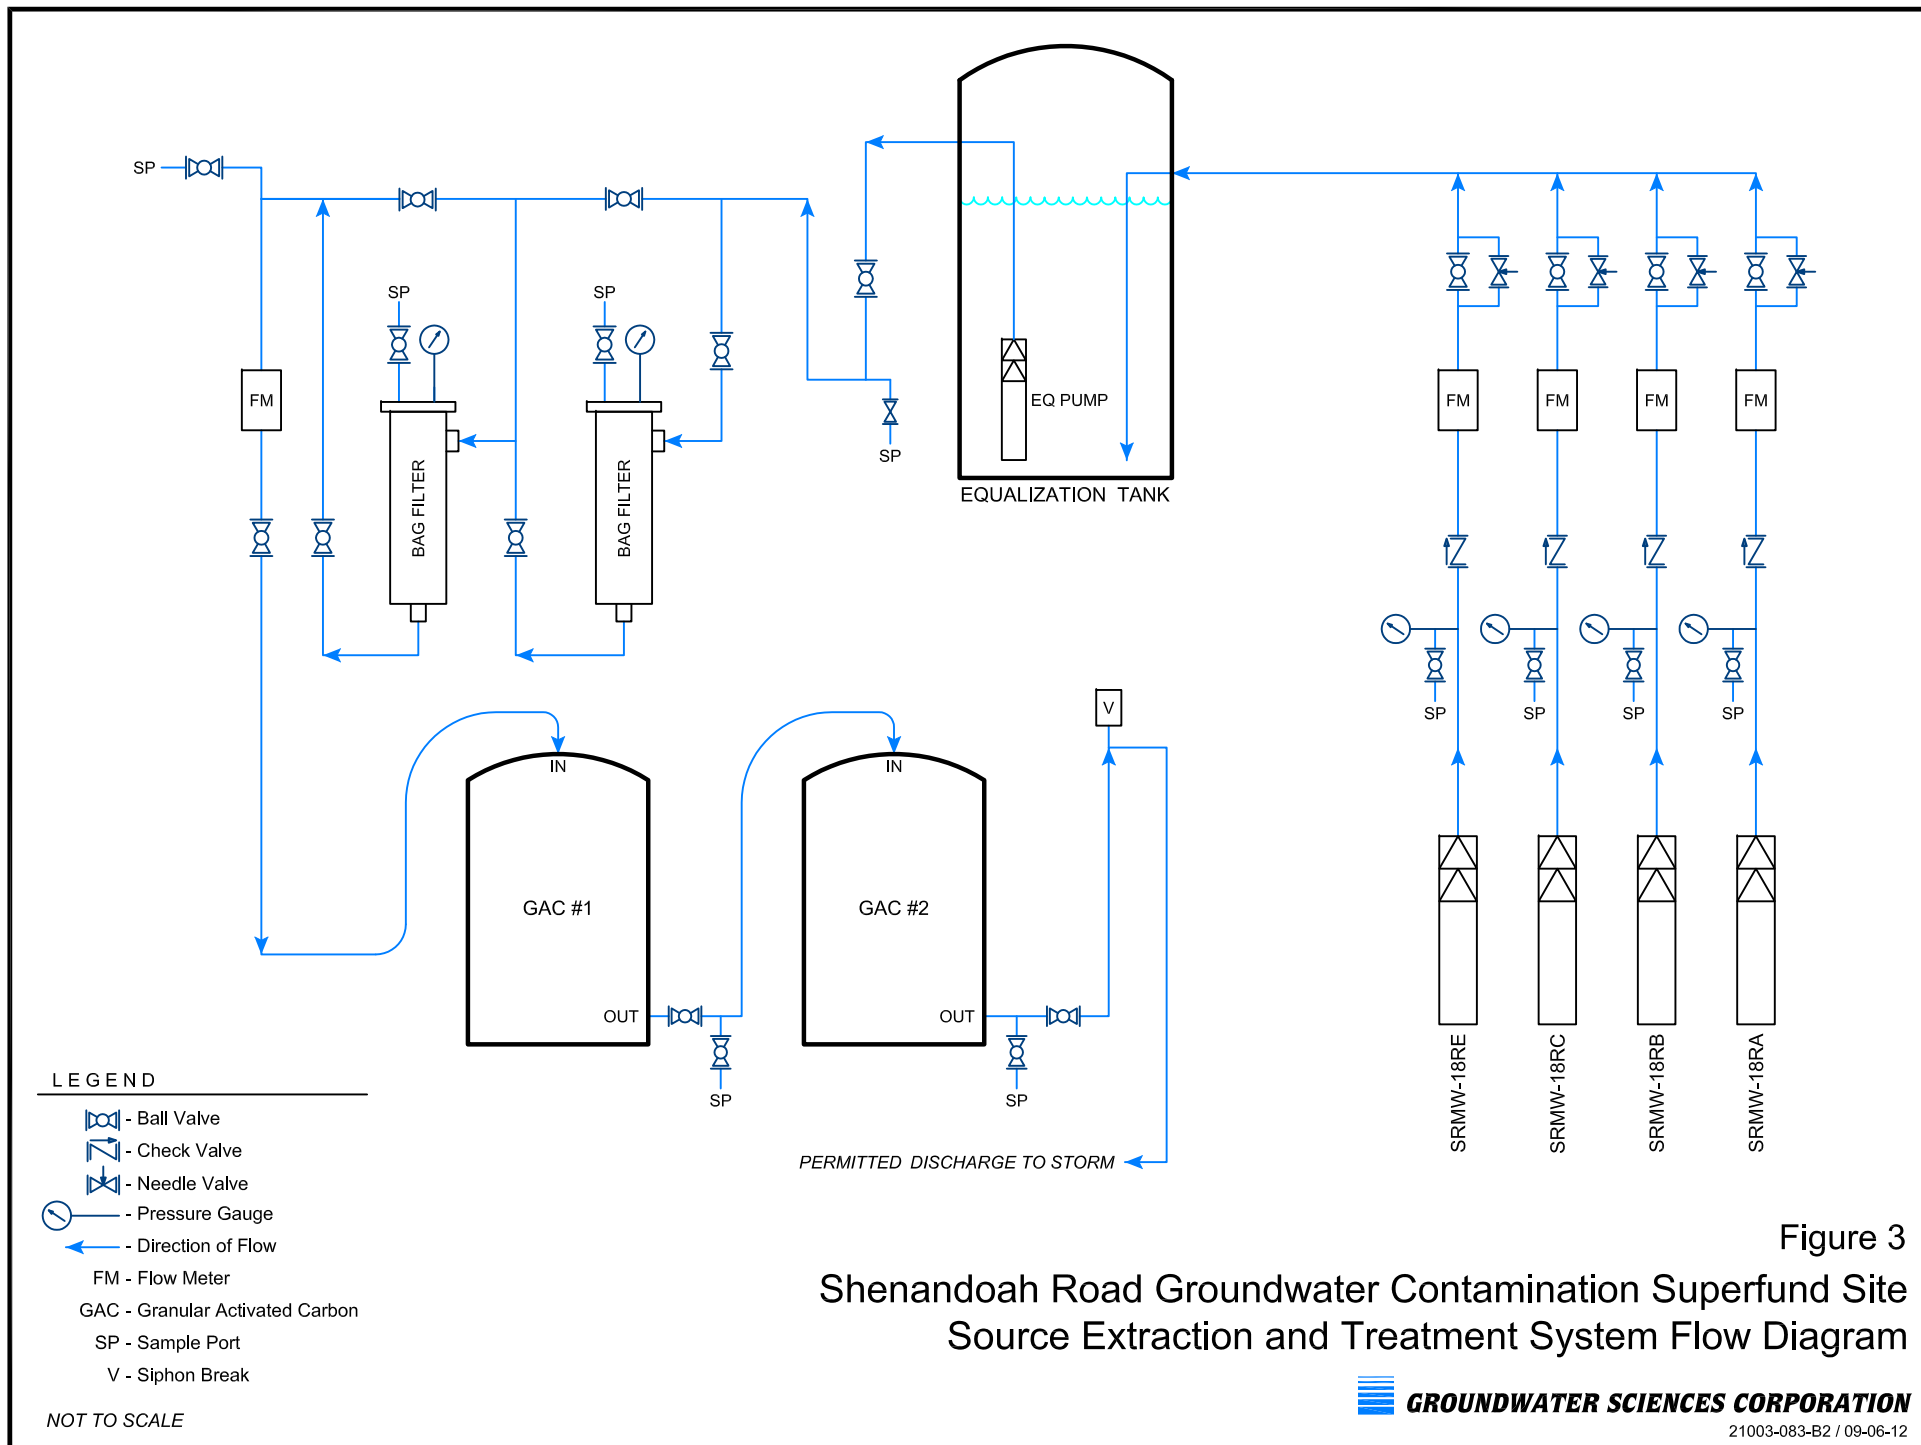 SP
SP
SP
FM
BAG FILTER
BAG FILTER
SP
EQ PUMP
EQUALIZATION TANK
FM
FM
FM
FM
SP
SP
SP
SP
V
IN
IN
GAC #1
GAC #2
OUT
OUT
SP
SP
SRMW-18RE
SRMW-18RC
SRMW-18RB
SRMW-18RA
PERMITTED DISCHARGE TO STORM
LEGEND
- Ball Valve
- Check Valve
- Needle Valve
- Pressure Gauge
- Direction of Flow
FM - Flow Meter
GAC - Granular Activated Carbon
SP - Sample Port
V - Siphon Break
NOT TO SCALE
Figure 3
Shenandoah Road Groundwater Contamination Superfund Site
Source Extraction and Treatment System Flow Diagram
GROUNDWATER SCIENCES CORPORATION
21003-083-B2 / 09-06-12